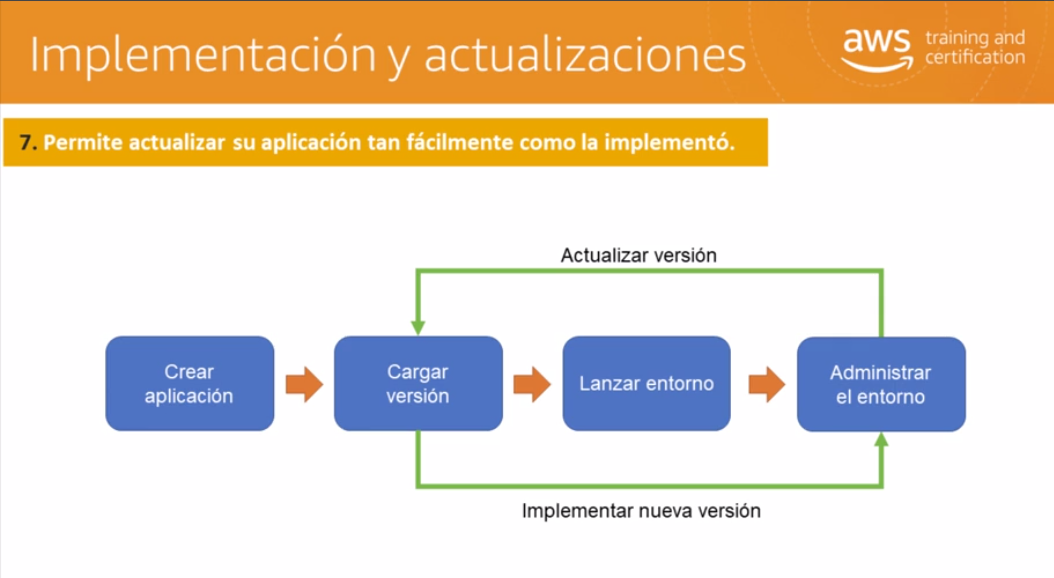 Implementación y actualizaciones
aws training and
certification
7. Permite actualizar su aplicación tan fácilmente como la implementó.
Actualizar versión
Crear
aplicación
Cargar
versión
Lanzar entorno
Administrar
el entorno
Implementar nueva versión